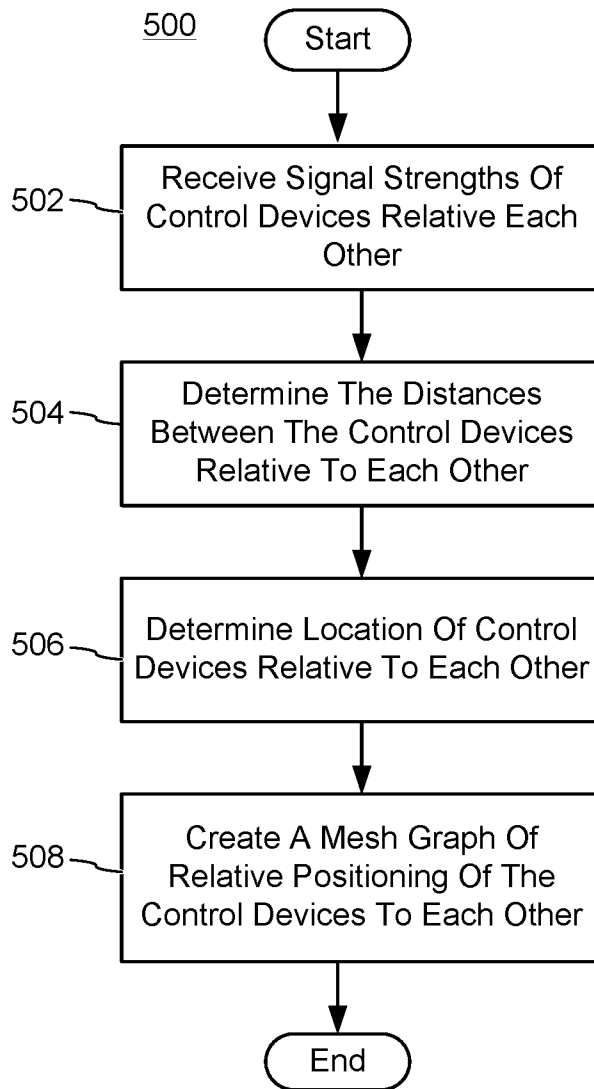 500
Start
502
Receive Signal Strengths Of
Control Devices Relative Each
Other
504
Determine The Distances
Between The Control Devices
Relative To Each Other
506
Determine Location Of Control
Devices Relative To Each Other
508
Create A Mesh Graph Of
Relative Positioning Of The
Control Devices To Each Other
End